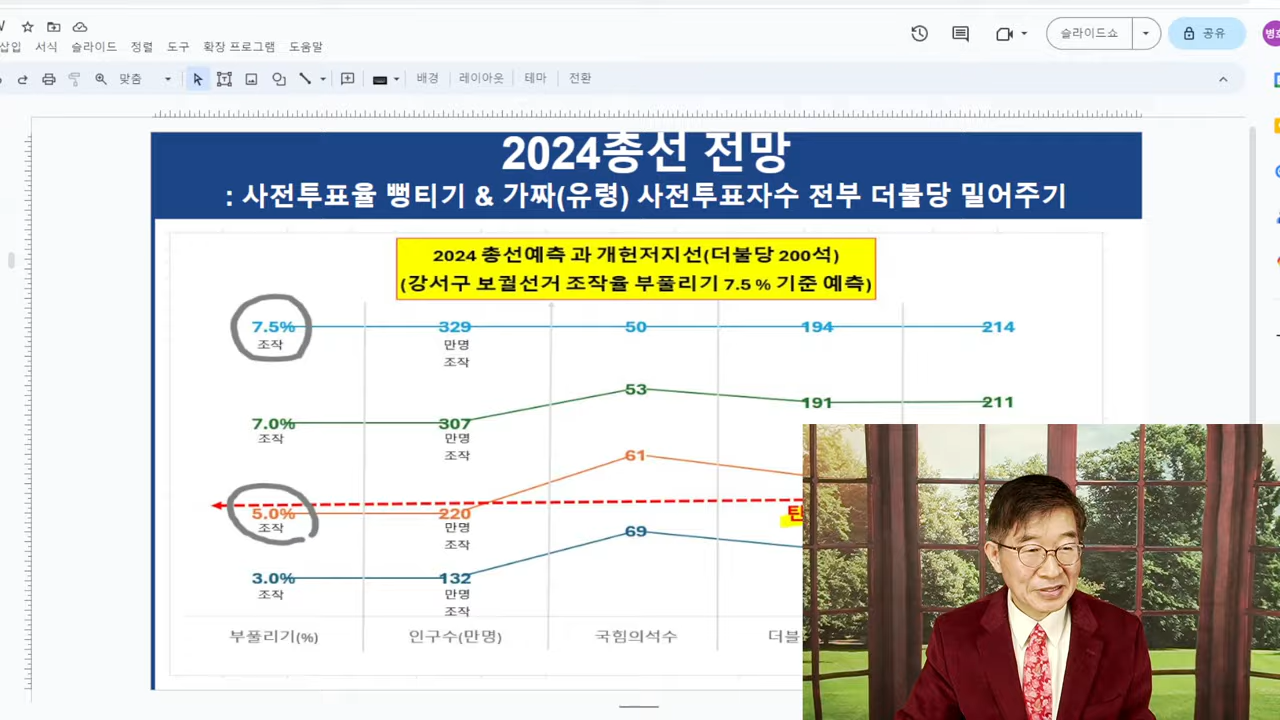 삽입 서식 슬라이드 정렬 도구 확장 프로그램 도움말
슬라이드쇼
공유
맞춤
배경 레이아웃 테마 전환
2024총선 전망
: 사전투표율 뻥티기 & 가짜(유령) 사전투표자수 전부 더불당 밀어주기
2024 총선예측 과 개헌저지선(더불당 200석)
(강서구 보궐선거 조작율 부풀리기 7.5 % 기준 예측)
7.5% 329 50 194 214
조작 만명
조작
53
7.0% 307 191 211
조작 만명
조작
61
5.0% 220
탄
조작 만명
조작
69
3.0% 132
조작 만명
조작
부풀리기(%) 인구수(만명) 국힘의석수 더블